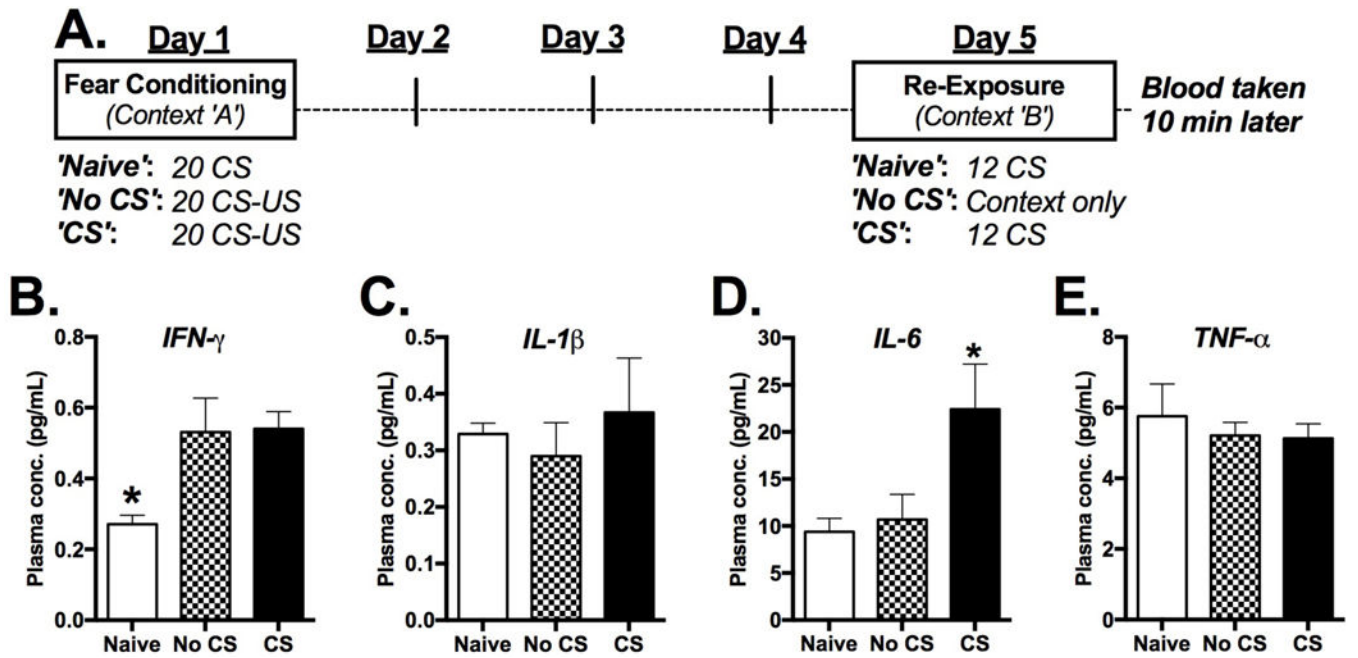 A.
Day 1 Day 2 Day 3 Day 4 Day 5
Fear Conditioning
(Context 'A')
Re-Exposure
(Context 'B')
Blood taken
10 min later
'Naive': 20 CS
'No CS': 20 CS-US
'CS': 20 CS-US
'Naive': 12 CS
'No CS': Context only
'CS': 12 CS
B.
IFN-γ
Plasma conc. (pg/mL)
0.8
0.6
0.4
0.2
0.0
*
Naive No CS CS
C.
IL-1β
Plasma conc. (pg/mL)
0.5
0.4
0.3
0.2
0.1
0.0
Naive No CS CS
D.
IL-6
Plasma conc. (pg/mL)
30
25
20
15
10
5
0
*
Naive No CS CS
E.
TNF-α
Plasma conc. (pg/mL)
8
6
4
2
0
Naive No CS CS